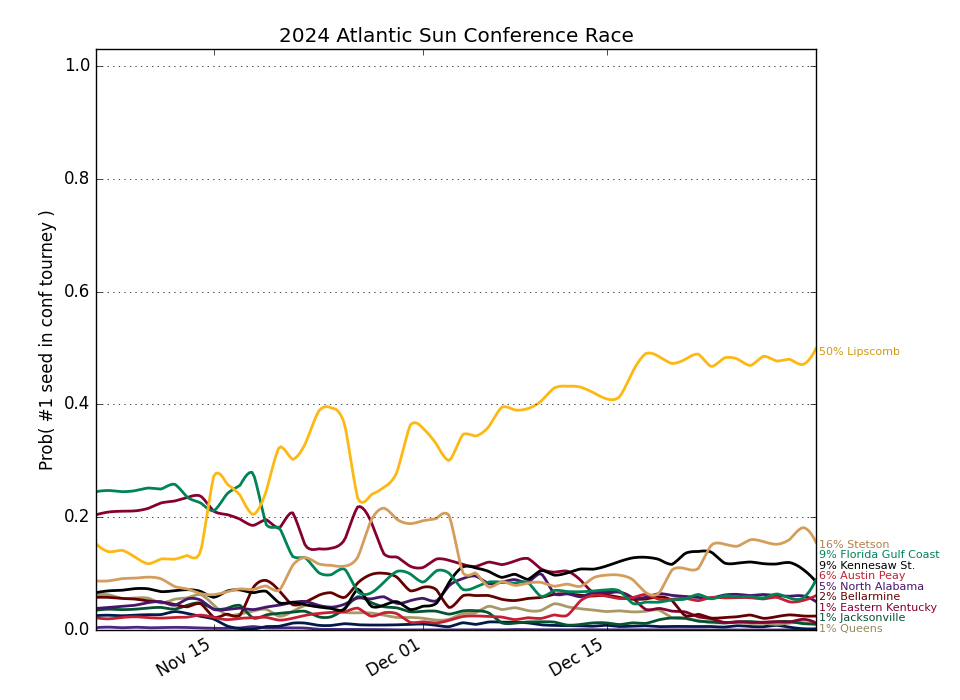 2024 Atlantic Sun Conference Race
Prob( #1 seed in conf tourney )
1.0
0.8
0.6
0.4
0.2
0.0
Nov 15
Dec 01
Dec 15
50% Lipscomb
16% Stetson
9% Florida Gulf Coast
9% Kennesaw St.
6% Austin Peay
5% North Alabama
2% Bellarmine
1% Eastern Kentucky
1% Jacksonville
1% Queens